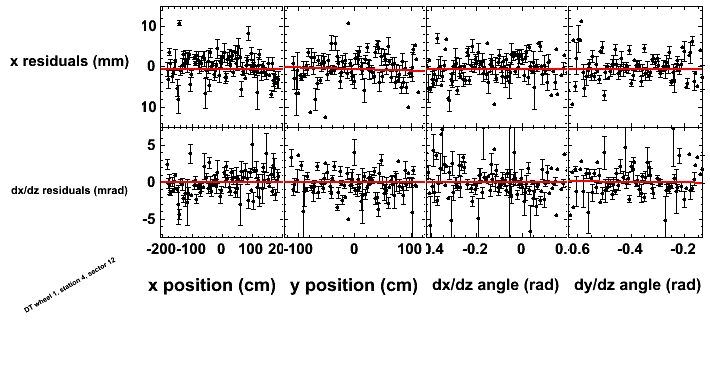 10
x residuals (mm)
0
10
5
dx/dz residuals (mrad)
0
-5
-200 -100 0 100 20 -100 0 100 0.4 -0.2 0 0.0.6 -0.4 -0.2
x position (cm) y position (cm) dx/dz angle (rad) dy/dz angle (rad)
DT wheel 1, station 4, sector 12